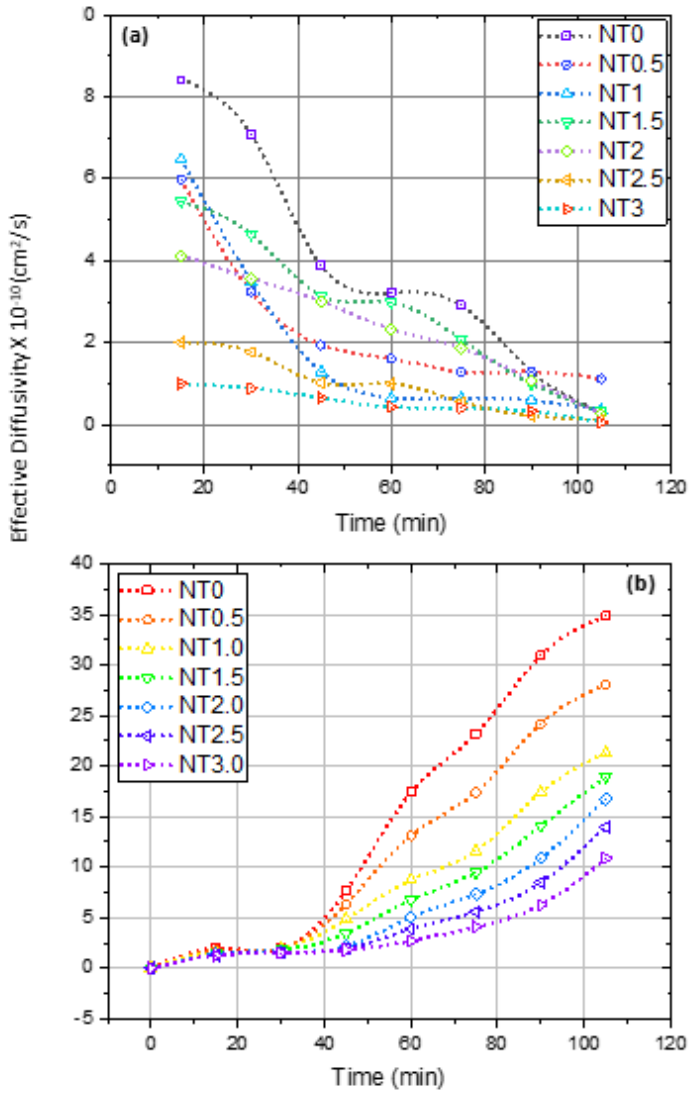 Effective Diffusivity X 10⁻¹⁰ (cm²/s)
(a)
0
8
6
4
2
0
NT0
NT0.5
NT1
NT1.5
NT2
NT2.5
NT3
0 20 40 60 80 100 120
Time (min)
(b)
40
35
30
25
20
15
10
5
0
-5
NT0
NT0.5
NT1.0
NT1.5
NT2.0
NT2.5
NT3.0
0 20 40 60 80 100 120
Time (min)